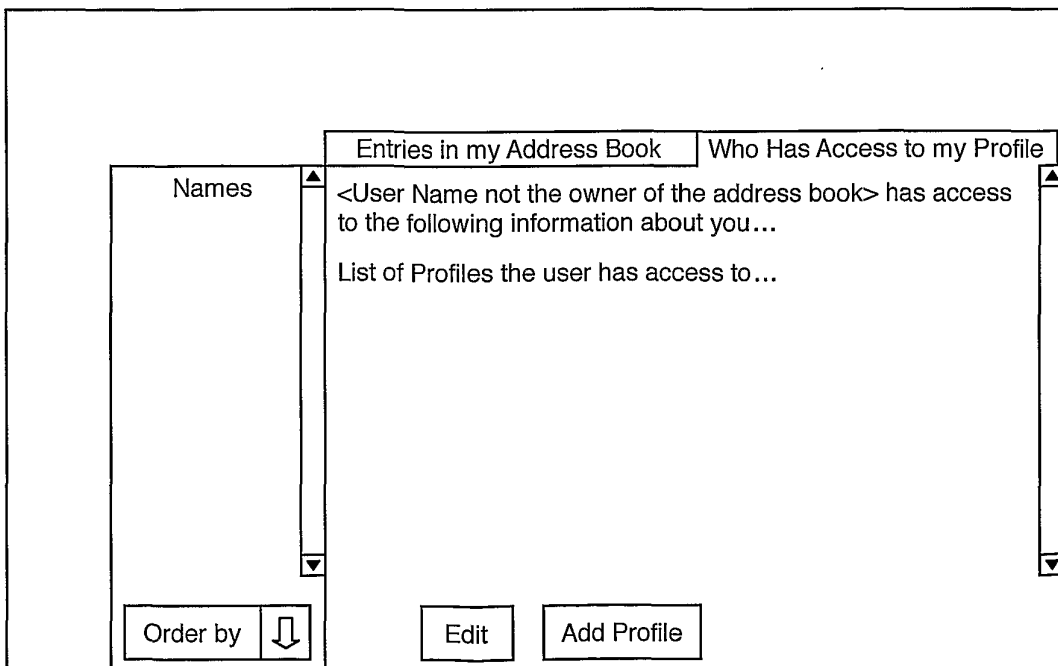 Entries in my Address Book
Who Has Access to my Profile
Names
<User Name not the owner of the address book> has access
to the following information about you...
List of Profiles the user has access to...
Order by
Edit
Add Profile